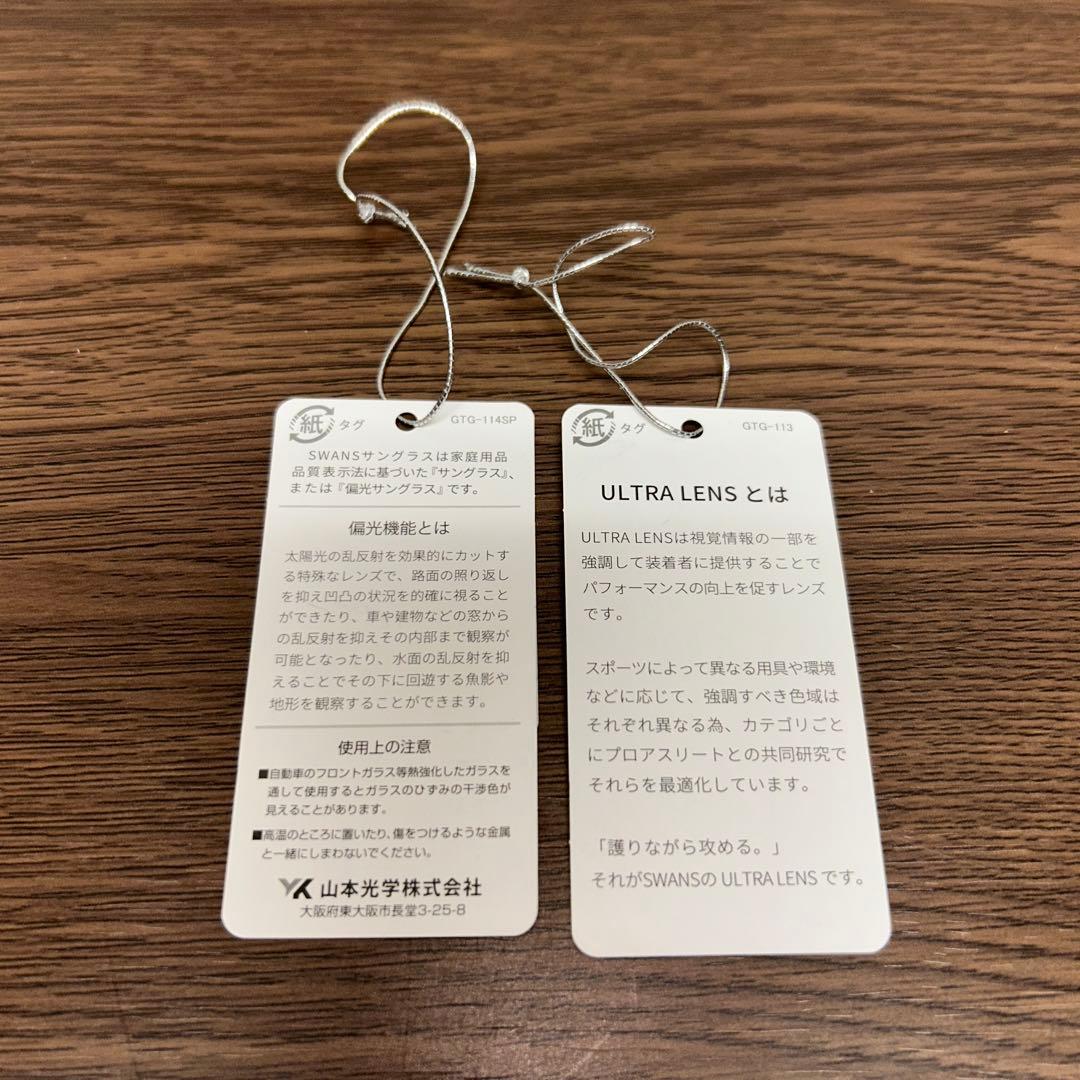 紙 タグ GTG-114SP
SWANSサングラスは家庭用品
品質表示法に基づいた『サングラス』、
または『偏光サングラス』です。
偏光機能とは
太陽光の乱反射を効果的にカットす
る特殊なレンズで、路面の照り返し
を抑え凹凸の状況を的確に視ること
ができたり、車や建物などの窓から
の乱反射を抑えその内部まで観察が
可能となったり、水面の乱反射を抑
えることでその下に回遊する魚影や
地形を観察することができます。
使用上の注意
■自動車のフロントガラス等熱強化したガラスを
通して使用するとガラスのひずみの干渉色が
見えることがあります。
■高温のところに置いたり、傷をつけるような金属
と一緒にしまわないでください。
YK 山本光学株式会社
大阪府東大阪市長堂3-25-8
紙 タグ GTG-113
ULTRA LENS とは
ULTRA LENSは視覚情報の一部を
強調して装着者に提供することで
パフォーマンスの向上を促すレンズ
です。
スポーツによって異なる用具や環境
などに応じて、強調すべき色域は
それぞれ異なる為、カテゴリごと
にプロアスリートとの共同研究で
それらを最適化しています。
「護りながら攻める。」
それがSWANSの ULTRA LENS です。